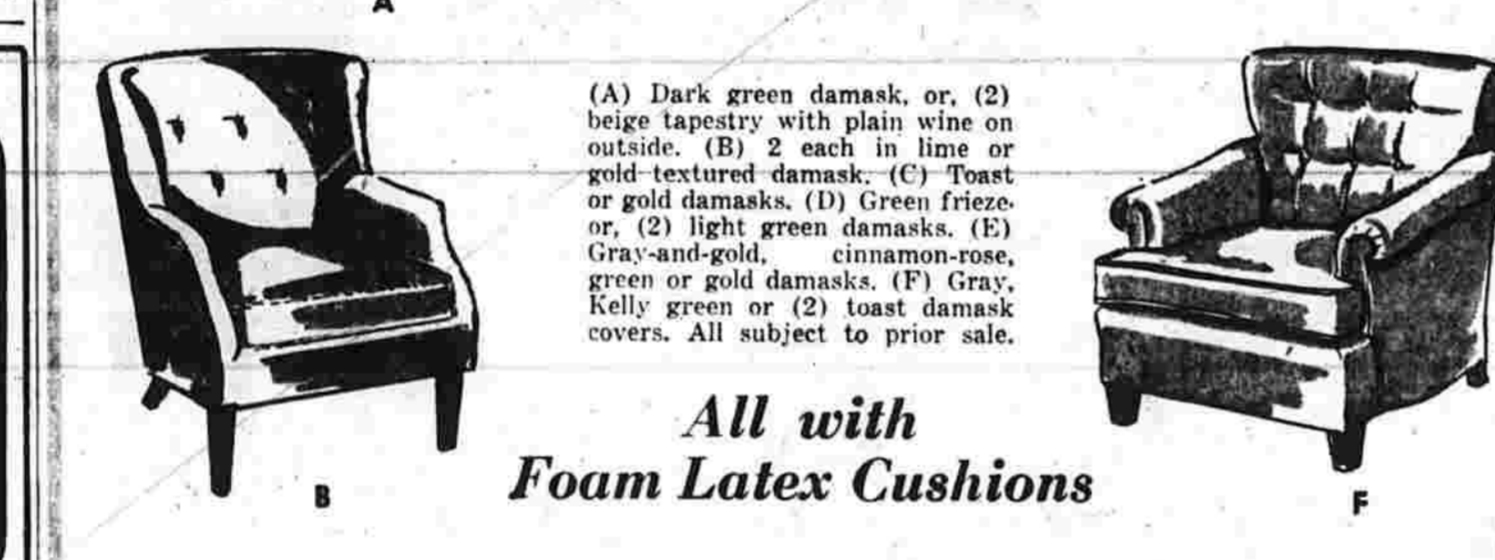 A
(A) Dark green damask, or, (2)
beige tapestry with plain wine on
outside. (B) 2 each in lime or
gold textured damask. (C) Toast
or gold damasks. (D) Green frieze
or, (2) light green damasks. (E)
Gray-and-gold, cinnamon-rose,
green or gold damasks. (F) Gray,
Kelly green or (2) toast damask
covers. All subject to prior sale.
All with
Foam Latex Cushions
B
F